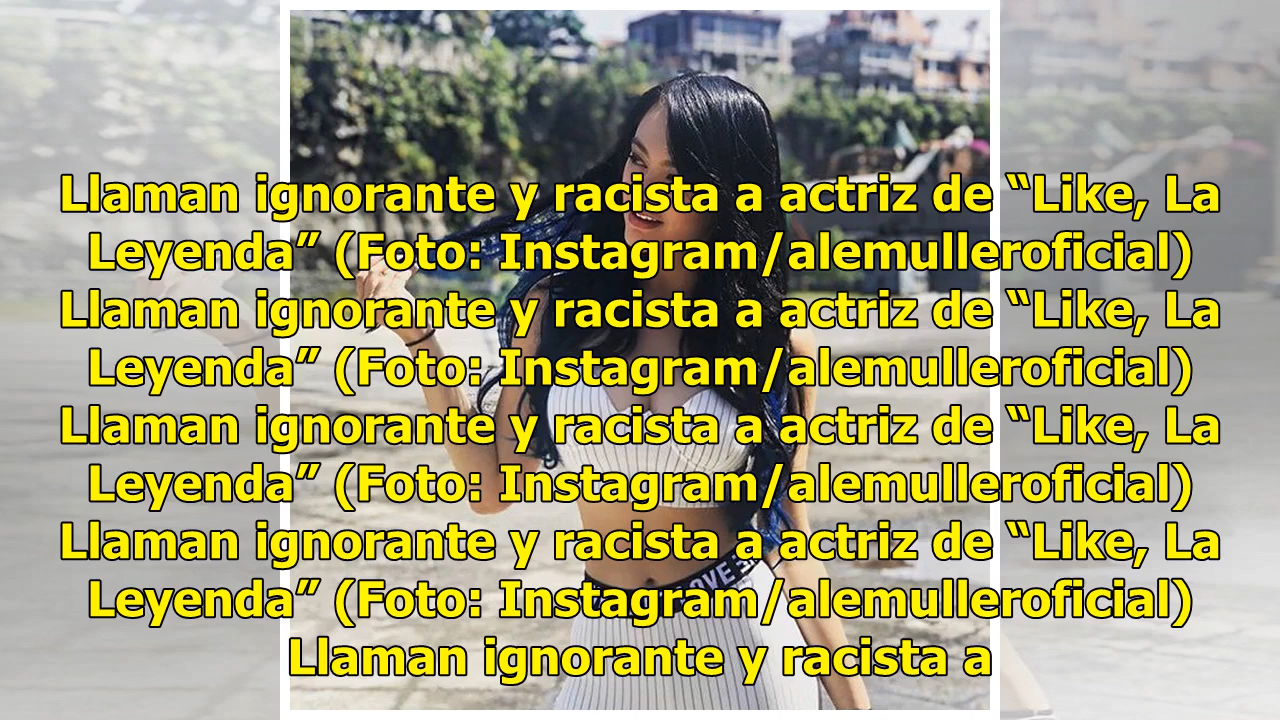 Llaman ignorante y racista a actriz de “Like, La
Leyenda” (Foto: Instagram/alemulleroficial)
Llaman ignorante y racista a actriz de “Like, La
Leyenda” (Foto: Instagram/alemulleroficial)
Llaman ignorante y racista a actriz de “Like, La
Leyenda” (Foto: Instagram/alemulleroficial)
Llaman ignorante y racista a actriz de “Like, La
Leyenda” (Foto: Instagram/alemulleroficial)
Llaman ignorante y racista a